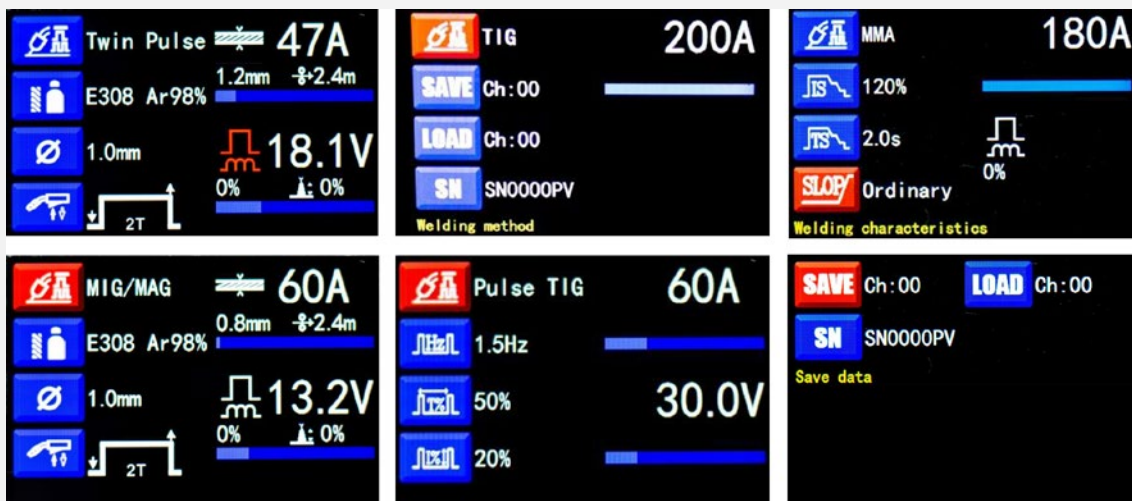 Twin Pulse 47A
1.2mm 2.4m
E308 Ar98%
1.0mm 18.1V
0% 0%
2T
TIG 200A
SAVE Ch:00
LOAD Ch:00
SN SN0000PV
Welding method
MMA 180A
IS 120%
TS 2.0s
0%
SLOP Ordinary
Welding characteristics
MIG/MAG 60A
0.8mm 2.4m
E308 Ar98%
1.0mm 13.2V
0% 0%
2T
Pulse TIG 60A
Hz 1.5Hz
T% 50% 30.0V
I% 20%
SAVE Ch:00 LOAD Ch:00
SN SN0000PV
Save data